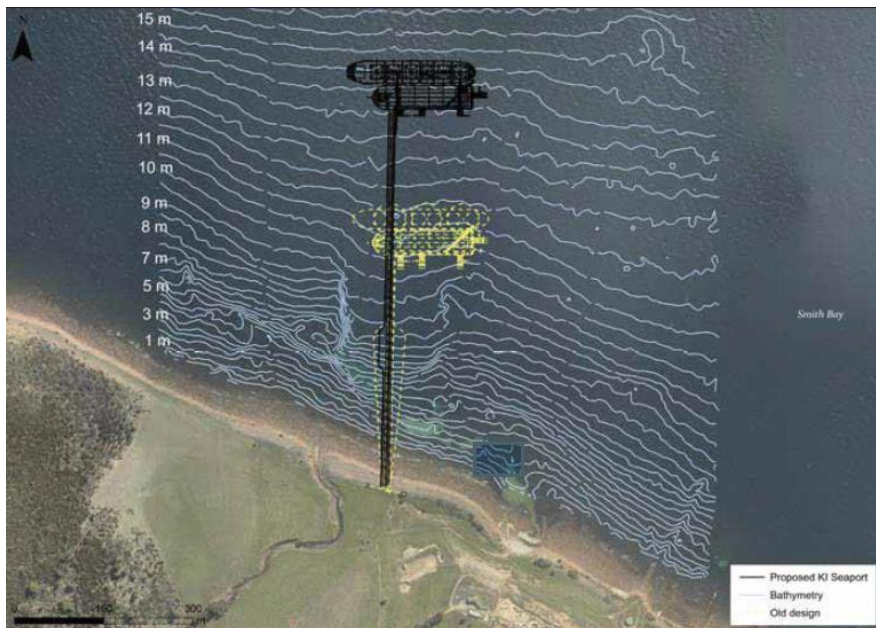 N
15 m
14 m
13 m
12 m
11 m
10 m
9 m
8 m
7 m
5 m
3 m
1 m
Smith Bay
0 150 300
m
Proposed KI Seaport
Bathymetry
Old design